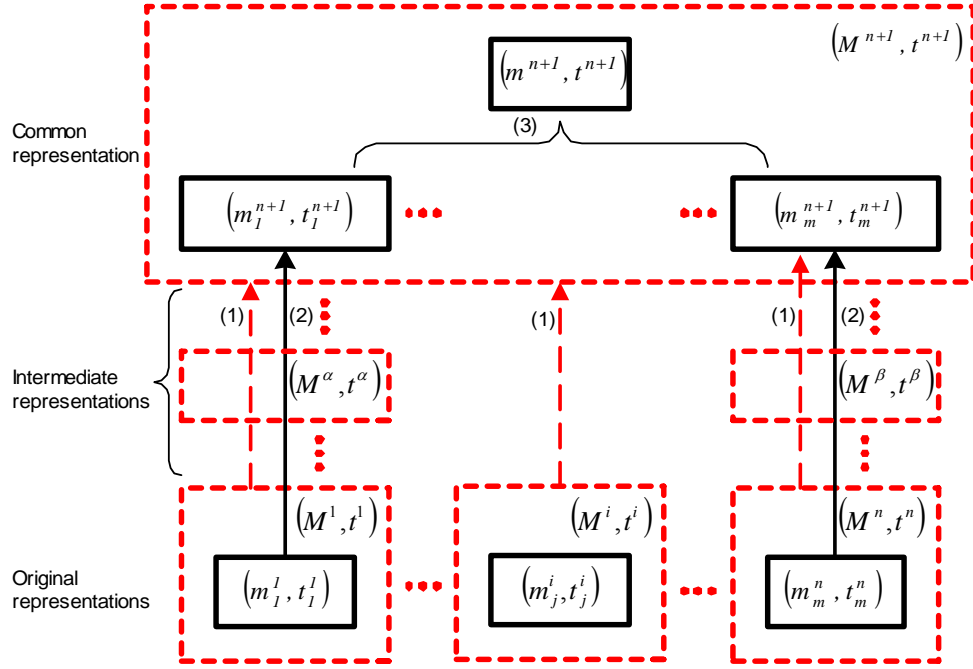 (M^{n+1}, t^{n+1})
(m^{n+1}, t^{n+1})
(3)
Common
representation
(m_1^{n+1}, t_1^{n+1})
(m_m^{n+1}, t_m^{n+1})
(1)
(2)
(1)
(1)
(2)
Intermediate
representations
(M^α, t^α)
(M^β, t^β)
(M^1, t^1)
(M^i, t^i)
(M^n, t^n)
Original
representations
(m_1^1, t_1^1)
(m_j^i, t_j^i)
(m_m^n, t_m^n)